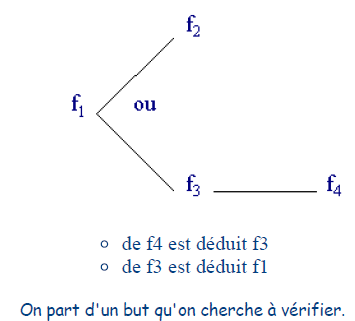 f₂
f₁ ou
f₃ f₄
de f4 est déduit f3
de f3 est déduit f1
On part d'un but qu'on cherche à vérifier.